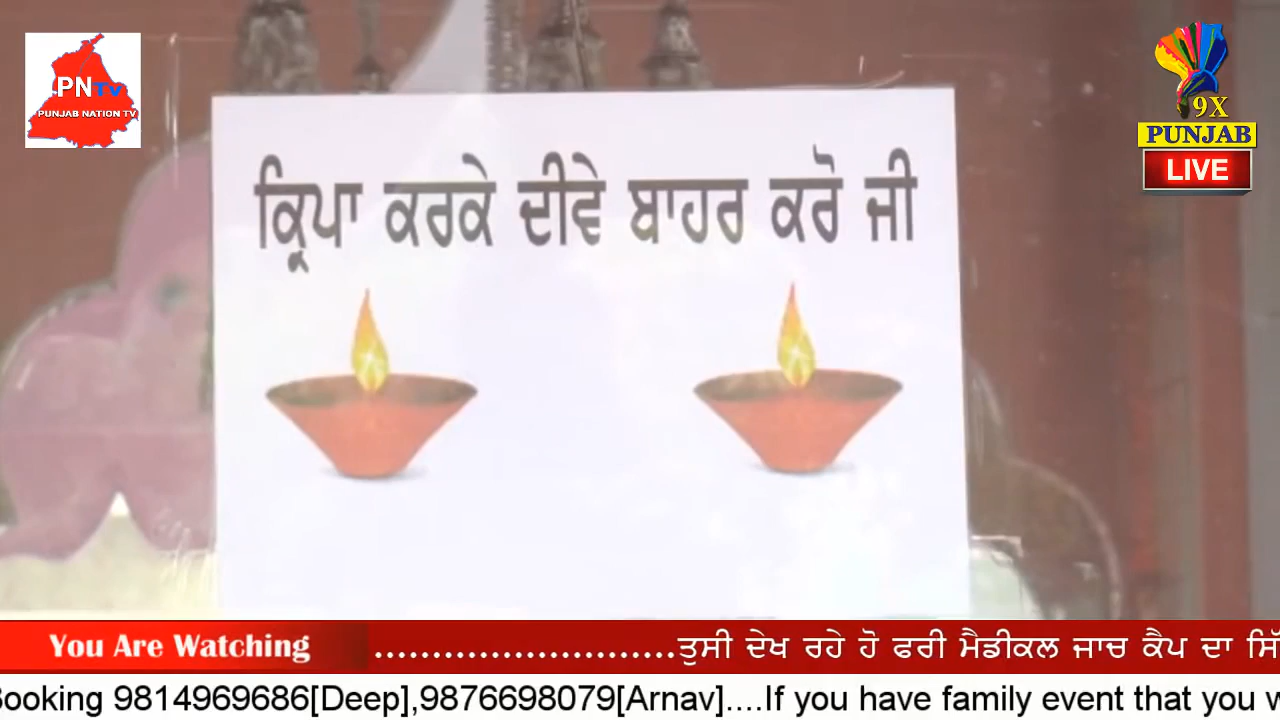 PNTv
PUNJAB NATION TV
9X
PUNJAB
LIVE
ਕ੍ਰਿਪਾ ਕਰਕੇ ਦੀਵੇ ਬਾਹਰ ਕਰੋ ਜੀ
You Are Watching
..........................ਤੁਸੀ ਦੇਖ ਰਹੇ ਹੋ ਫਰੀ ਮੈਡੀਕਲ ਜਾਚ ਕੈਪ ਦਾ
Booking 9814969686[Deep],9876698079[Arnav]....If you have family event that you